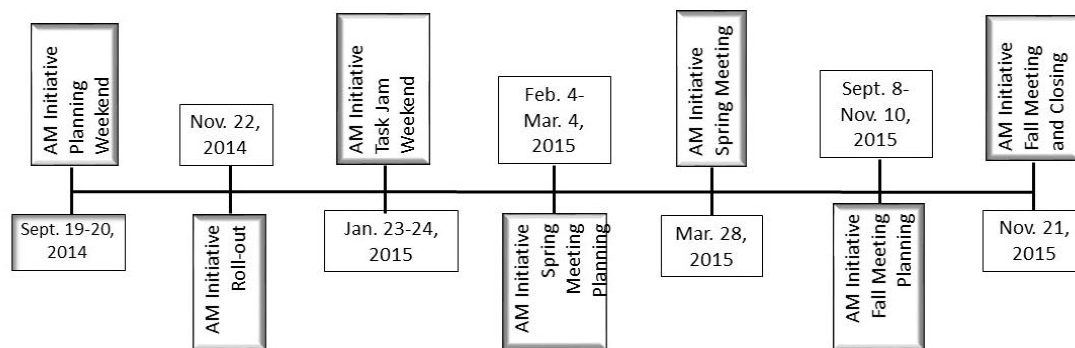 AM Initiative
Planning
Weekend
Sept. 19-20,
2014
Nov. 22,
2014
AM Initiative
Roll-out
AM Initiative
Task Jam
Weekend
Jan. 23-24,
2015
Feb. 4-
Mar. 4,
2015
AM Initiative
Spring
Meeting
Planning
AM Initiative
Spring Meeting
Mar. 28,
2015
Sept. 8-
Nov. 10,
2015
AM Initiative
Fall Meeting
Planning
AM Initiative
Fall Meeting
and Closing
Nov. 21,
2015